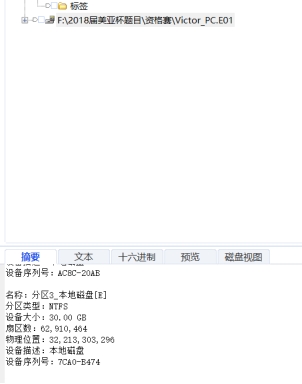 标签
F:\2018届美亚杯题目\资格赛\Victor_PC.E01
摘要 文本 十六进制 预览 磁盘视图
设备序列号: AC8C-20AB
名称: 分区3_本地磁盘[E]
分区类型: NTFS
设备大小: 30.00 GB
扇区数: 62,910,464
物理位置: 32,213,303,296
设备描述: 本地磁盘
设备序列号: 7CA0-E474